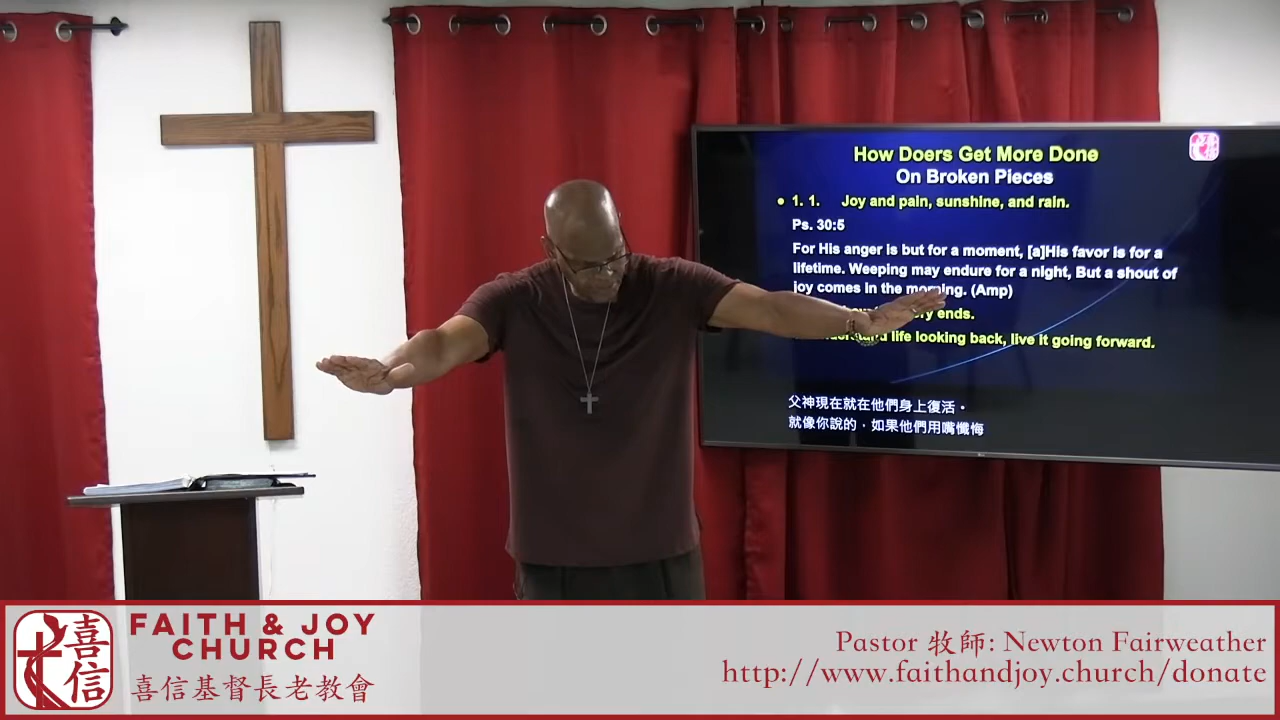 How Doers Get More Done
On Broken Pieces
• 1. 1. Joy and pain, sunshine, and rain.
Ps. 30:5
For His anger is but for a moment, [a]His favor is for a
lifetime. Weeping may endure for a night, But a shout of
joy comes in the morning. (Amp)
ends.
life looking back, live it going forward.
父神現在就在他們身上復活。
就像你說的，如果他們用嘴懺悔
喜信
FAITH & JOY
CHURCH
喜信基督長老教會
Pastor 牧師: Newton Fairweather
http://www.faithandjoy.church/donate